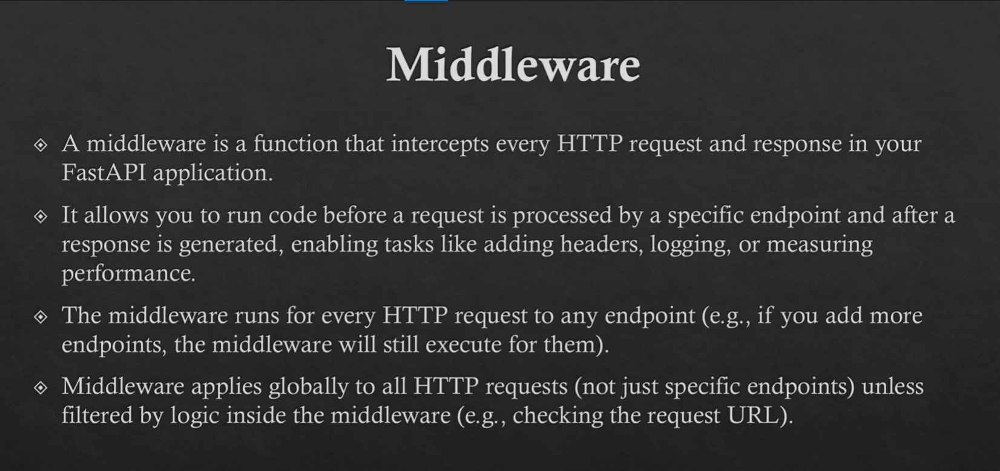 Middleware
A middleware is a function that intercepts every HTTP request and response in your
FastAPI application.
It allows you to run code before a request is processed by a specific endpoint and after a
response is generated, enabling tasks like adding headers, logging, or measuring
performance.
The middleware runs for every HTTP request to any endpoint (e.g., if you add more
endpoints, the middleware will still execute for them).
Middleware applies globally to all HTTP requests (not just specific endpoints) unless
filtered by logic inside the middleware (e.g., checking the request URL).